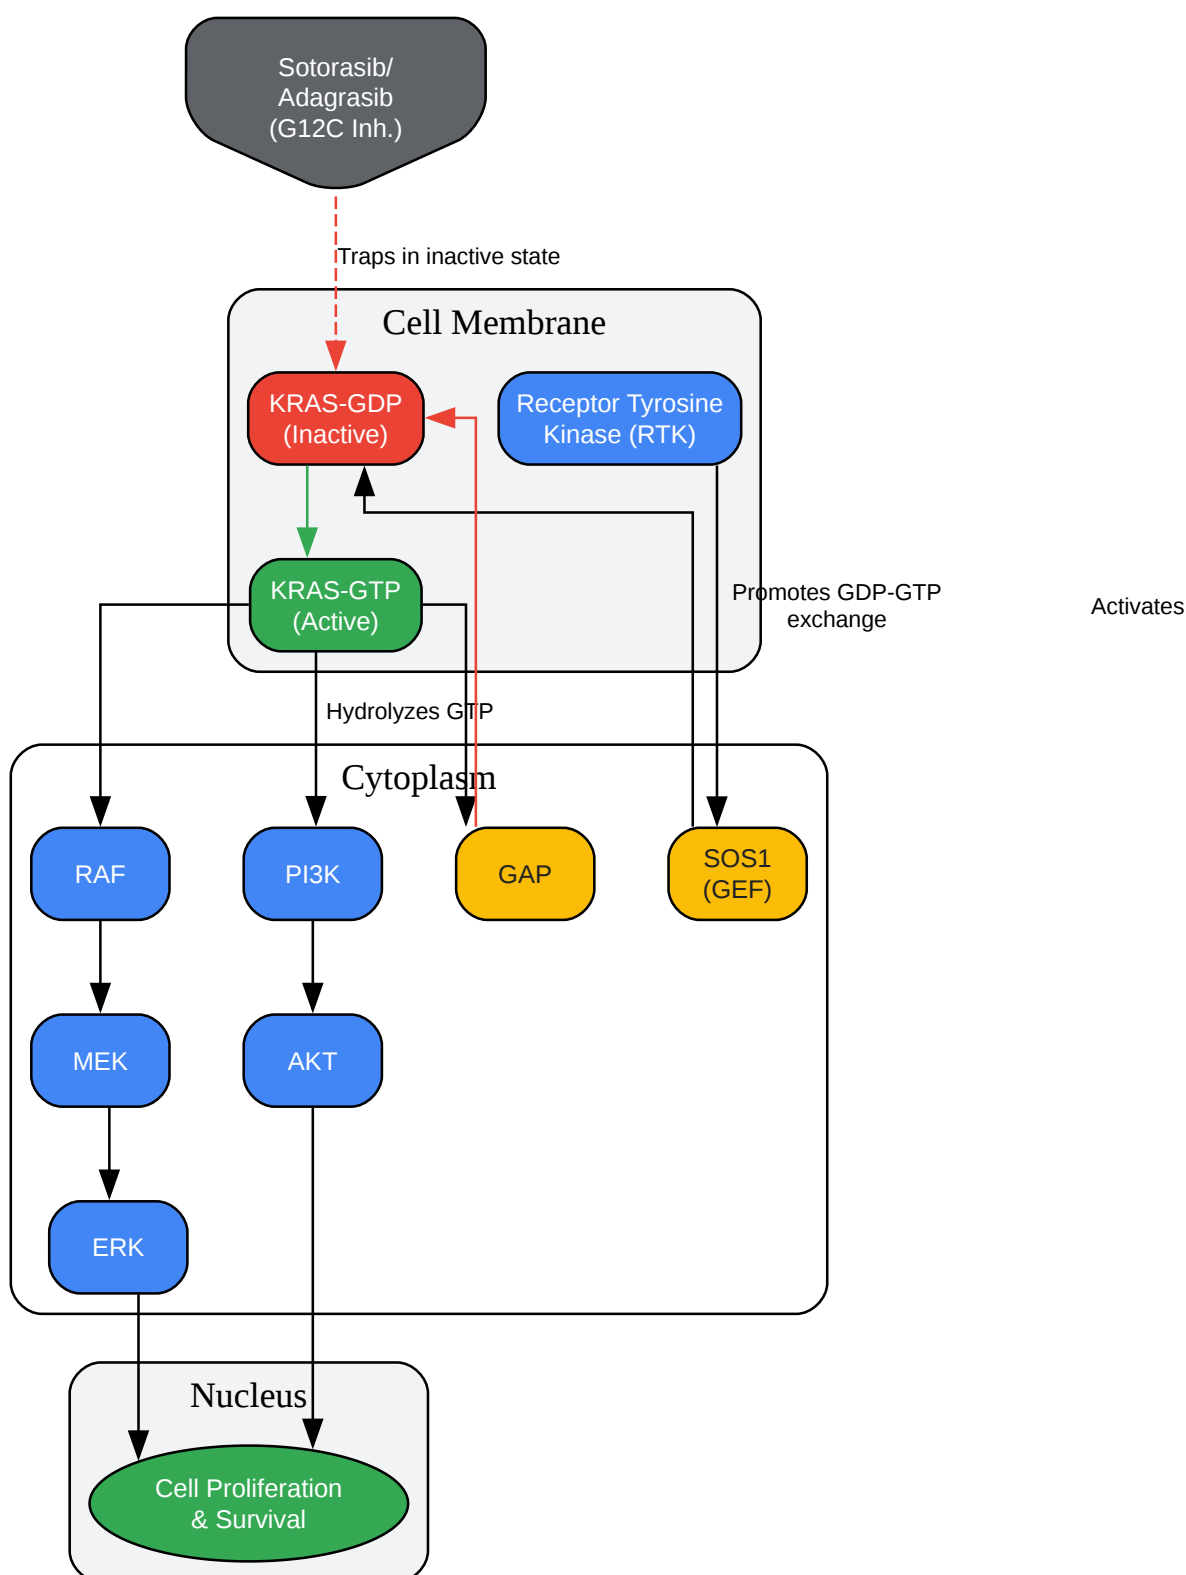 Sotorasib/
Adagrasib
(G12C Inh.)
Traps in inactive state
Cell Membrane
KRAS-GDP
(Inactive)
Receptor Tyrosine
Kinase (RTK)
KRAS-GTP
(Active)
Promotes GDP-GTP
exchange
Activates
Hydrolyzes GTP
Cytoplasm
RAF
PI3K
GAP
SOS1
(GEF)
MEK
AKT
ERK
Nucleus
Cell Proliferation
& Survival